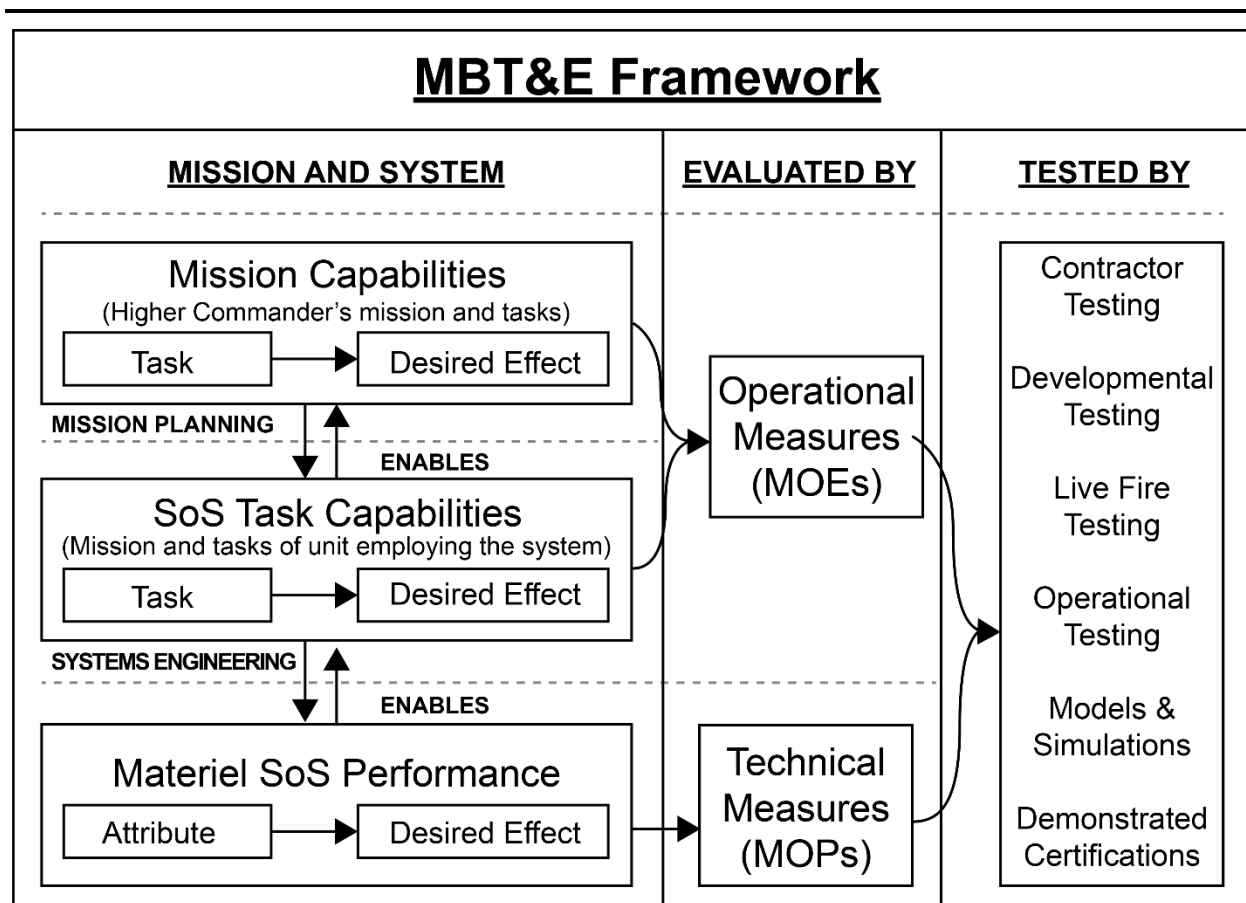 MBT&E Framework
MISSION AND SYSTEM
EVALUATED BY
TESTED BY
Mission Capabilities
(Higher Commander's mission and tasks)
Task
Desired Effect
MISSION PLANNING
ENABLES
SoS Task Capabilities
(Mission and tasks of unit employing the system)
Task
Desired Effect
SYSTEMS ENGINEERING
ENABLES
Materiel SoS Performance
Attribute
Desired Effect
Operational
Measures
(MOEs)
Technical
Measures
(MOPs)
Contractor
Testing
Developmental
Testing
Live Fire
Testing
Operational
Testing
Models &
Simulations
Demonstrated
Certifications